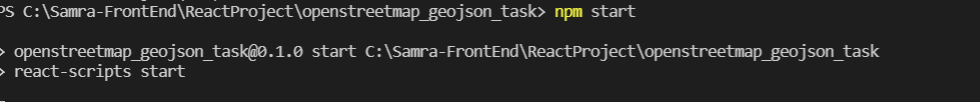 PS C:\Samra-FrontEnd\ReactProject\openstreetmap_geojson_task> npm start
> openstreetmap_geojson_task@0.1.0 start C:\Samra-FrontEnd\ReactProject\openstreetmap_geojson_task
> react-scripts start